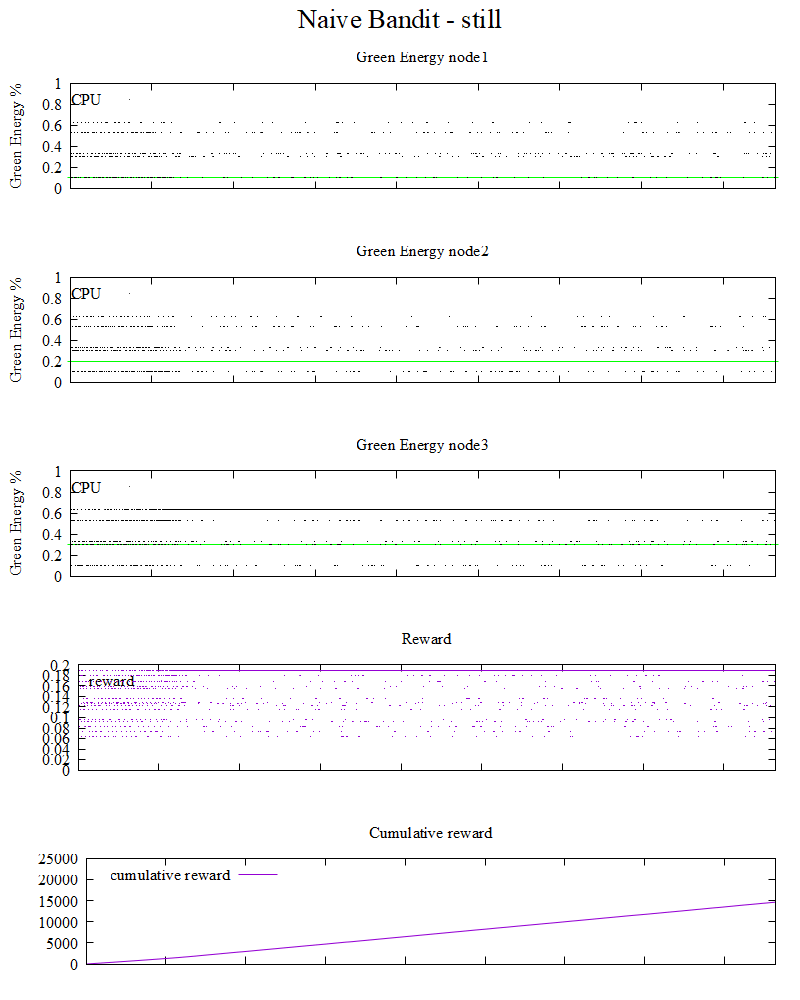 Naive Bandit - still
Green Energy node1
Green Energy %
1
0.8
0.6
0.4
0.2
0
CPU
Green Energy node2
Green Energy %
1
0.8
0.6
0.4
0.2
0
CPU
Green Energy node3
Green Energy %
1
0.8
0.6
0.4
0.2
0
CPU
Reward
0.2
0.18
0.16
0.14
0.12
0.1
0.08
0.06
0.04
0.02
0
reward
Cumulative reward
25000
20000
15000
10000
5000
0
cumulative reward